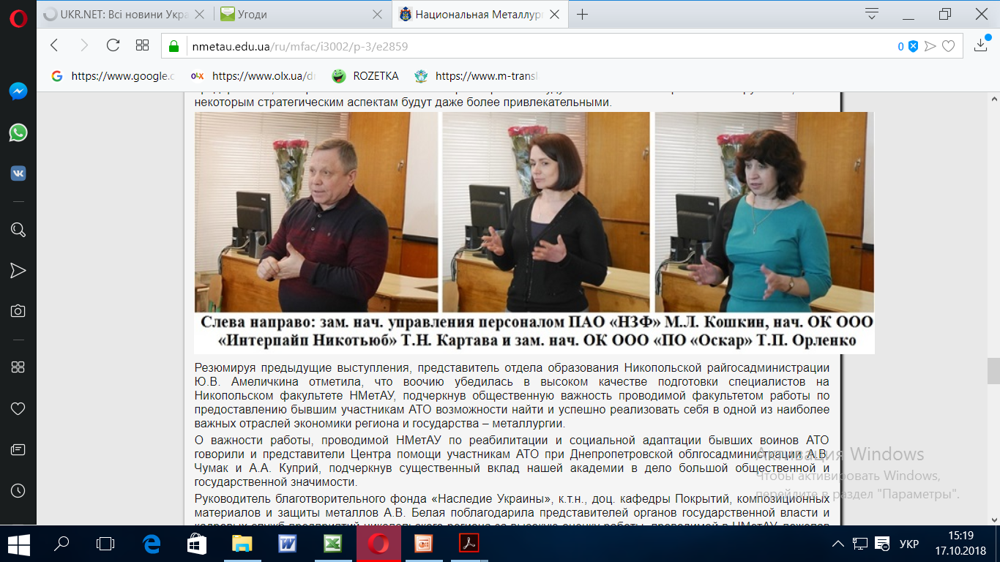 UKR.NET: Всі новини Укра
Угоди
Национальная Металлург
nmetau.edu.ua/ru/mfac/i3002/p-3/e2859
0
https://www.google.c
olx
https://www.olx.ua/d
ROZETKA
https://www.m-transl
некоторым стратегическим аспектам будут даже более привлекательными.
Слева направо: зам. нач. управления персоналом ПАО «НЗФ» М.Л. Кошкин, нач. ОК ООО
«Интерпайп Никотьюб» Т.Н. Картава и зам. нач. ОК ООО «ПО «Оскар» Т.П. Орленко
Резюмируя предыдущие выступления, представитель отдела образования Никопольской райгосадминистрации
Ю.В. Амеличкина отметила, что воочию убедилась в высоком качестве подготовки специалистов на
Никопольском факультете НМетАУ, подчеркнув общественную важность проводимой факультетом работы по
предоставлению бывшим участникам АТО возможности найти и успешно реализовать себя в одной из наиболее
важных отраслей экономики региона и государства – металлургии.
О важности работы, проводимой НМетАУ по реабилитации и социальной адаптации бывших воинов АТО
говорили и представители Центра помощи участникам АТО при Днепропетровской облгосадминистрации А.В.
Чумак и А.А. Куприй, подчеркнув существенный вклад нашей академии в дело большой общественной и
государственной значимости.
Руководитель благотворительного фонда «Наследие Украины», к.т.н., доц. кафедры Покрытий, композиционных
материалов и защиты металлов А.В. Белая поблагодарила представителей органов государственной власти и
Активация Windows
Чтобы активировать Windows,
перейдите в раздел "Параметры".
УКР
15:19
17.10.2018